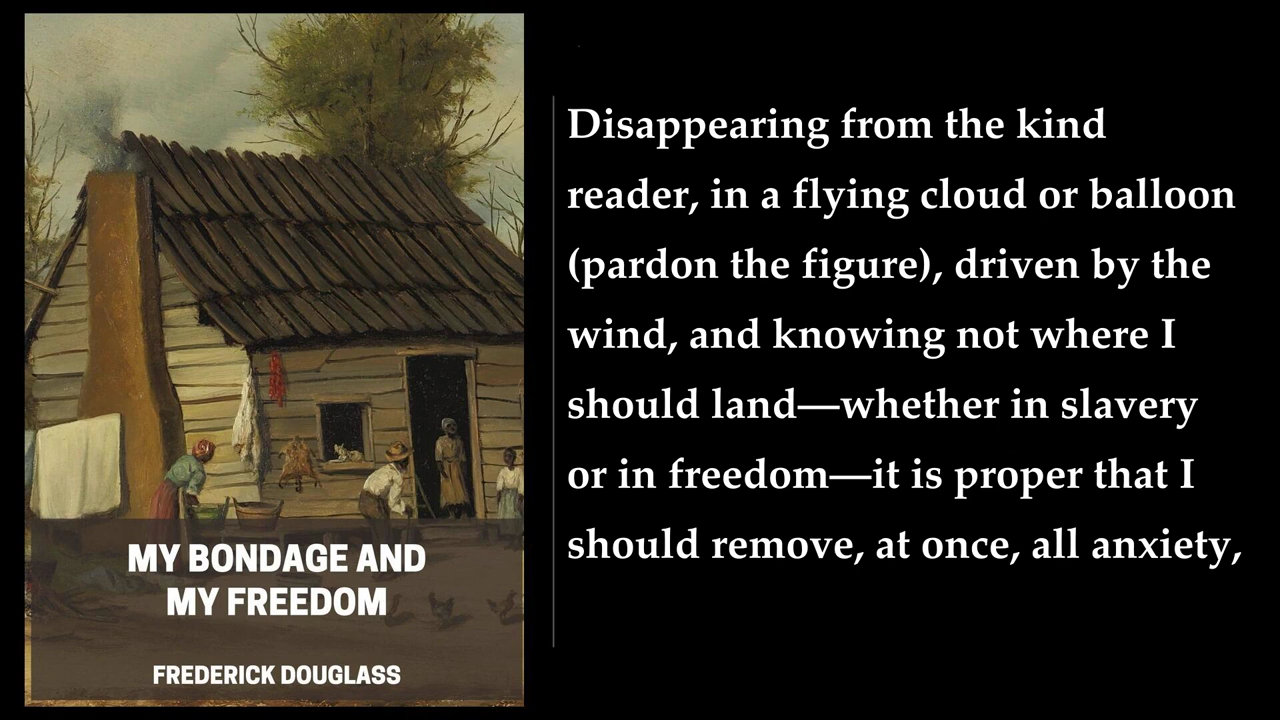 MY BONDAGE AND
MY FREEDOM
FREDERICK DOUGLASS
Disappearing from the kind
reader, in a flying cloud or balloon
(pardon the figure), driven by the
wind, and knowing not where I
should land—whether in slavery
or in freedom—it is proper that I
should remove, at once, all anxiety,